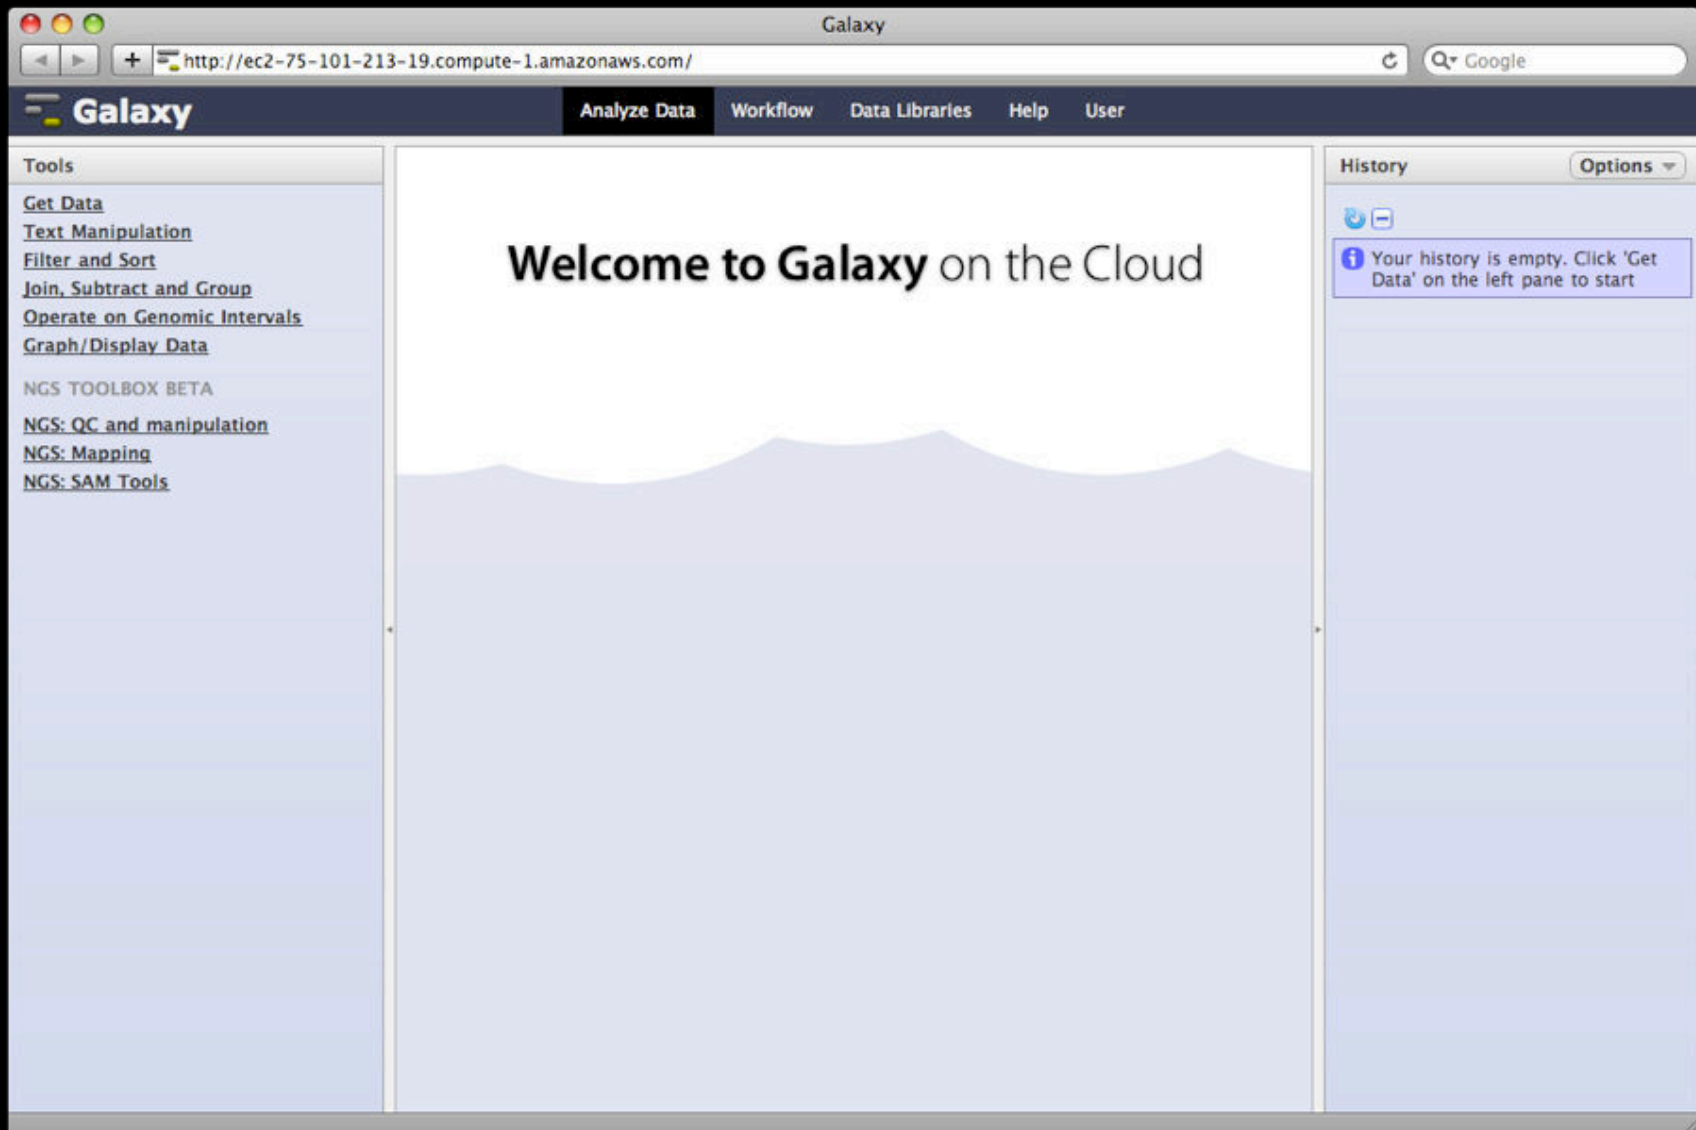 Galaxy
http://ec2-75-101-213-19.compute-1.amazonaws.com/
Google
Galaxy
Analyze Data Workflow Data Libraries Help User
Tools
Get Data
Text Manipulation
Filter and Sort
Join, Subtract and Group
Operate on Genomic Intervals
Graph/Display Data
NGS TOOLBOX BETA
NGS: QC and manipulation
NGS: Mapping
NGS: SAM Tools
Welcome to Galaxy on the Cloud
History Options
Your history is empty. Click 'Get
Data' on the left pane to start